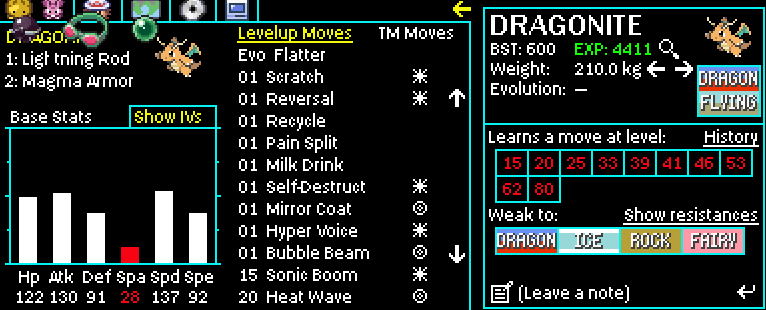 DRAGONI
1: Lightning Rod
2: Magma Armor
Base Stats
Show IVs
Hp Atk Def Spa Spd Spe
122 130 91 28 137 92
Levelup Moves
TM Moves
Evo Flatter
01 Scratch
01 Reversal
01 Recycle
01 Pain Split
01 Milk Drink
01 Self-Destruct
01 Mirror Coat
01 Hyper Voice
01 Bubble Beam
15 Sonic Boom
20 Heat Wave
DRAGONITE
BST: 600 EXP: 4411
Weight: 210.0 kg
Evolution: —
DRAGON
FLYING
Learns a move at level:
History
15 20 25 33 39 41 46 53
62 80
Weak to:
Show resistances
DRAGON ICE ROCK FAIRY
(Leave a note)